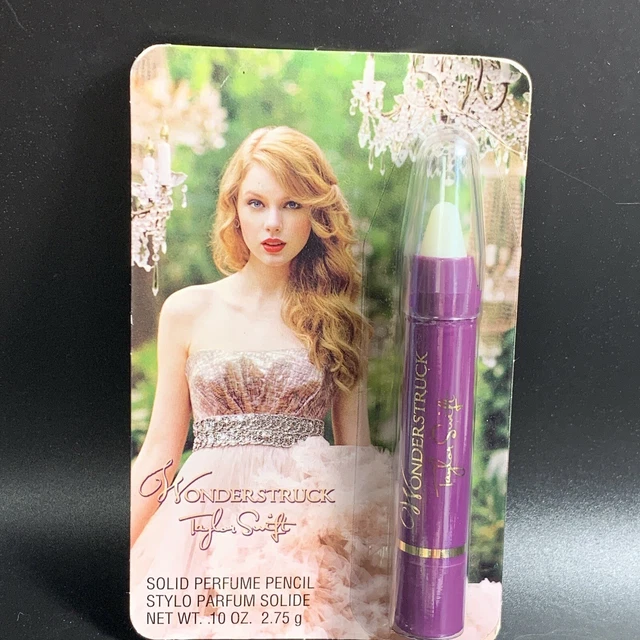 WONDERSTRUCK
Taylor Swift
SOLID PERFUME PENCIL
STYLO PARFUM SOLIDE
NET WT. .10 OZ. 2.75 g
WONDERSTRUCK
Taylor Swift